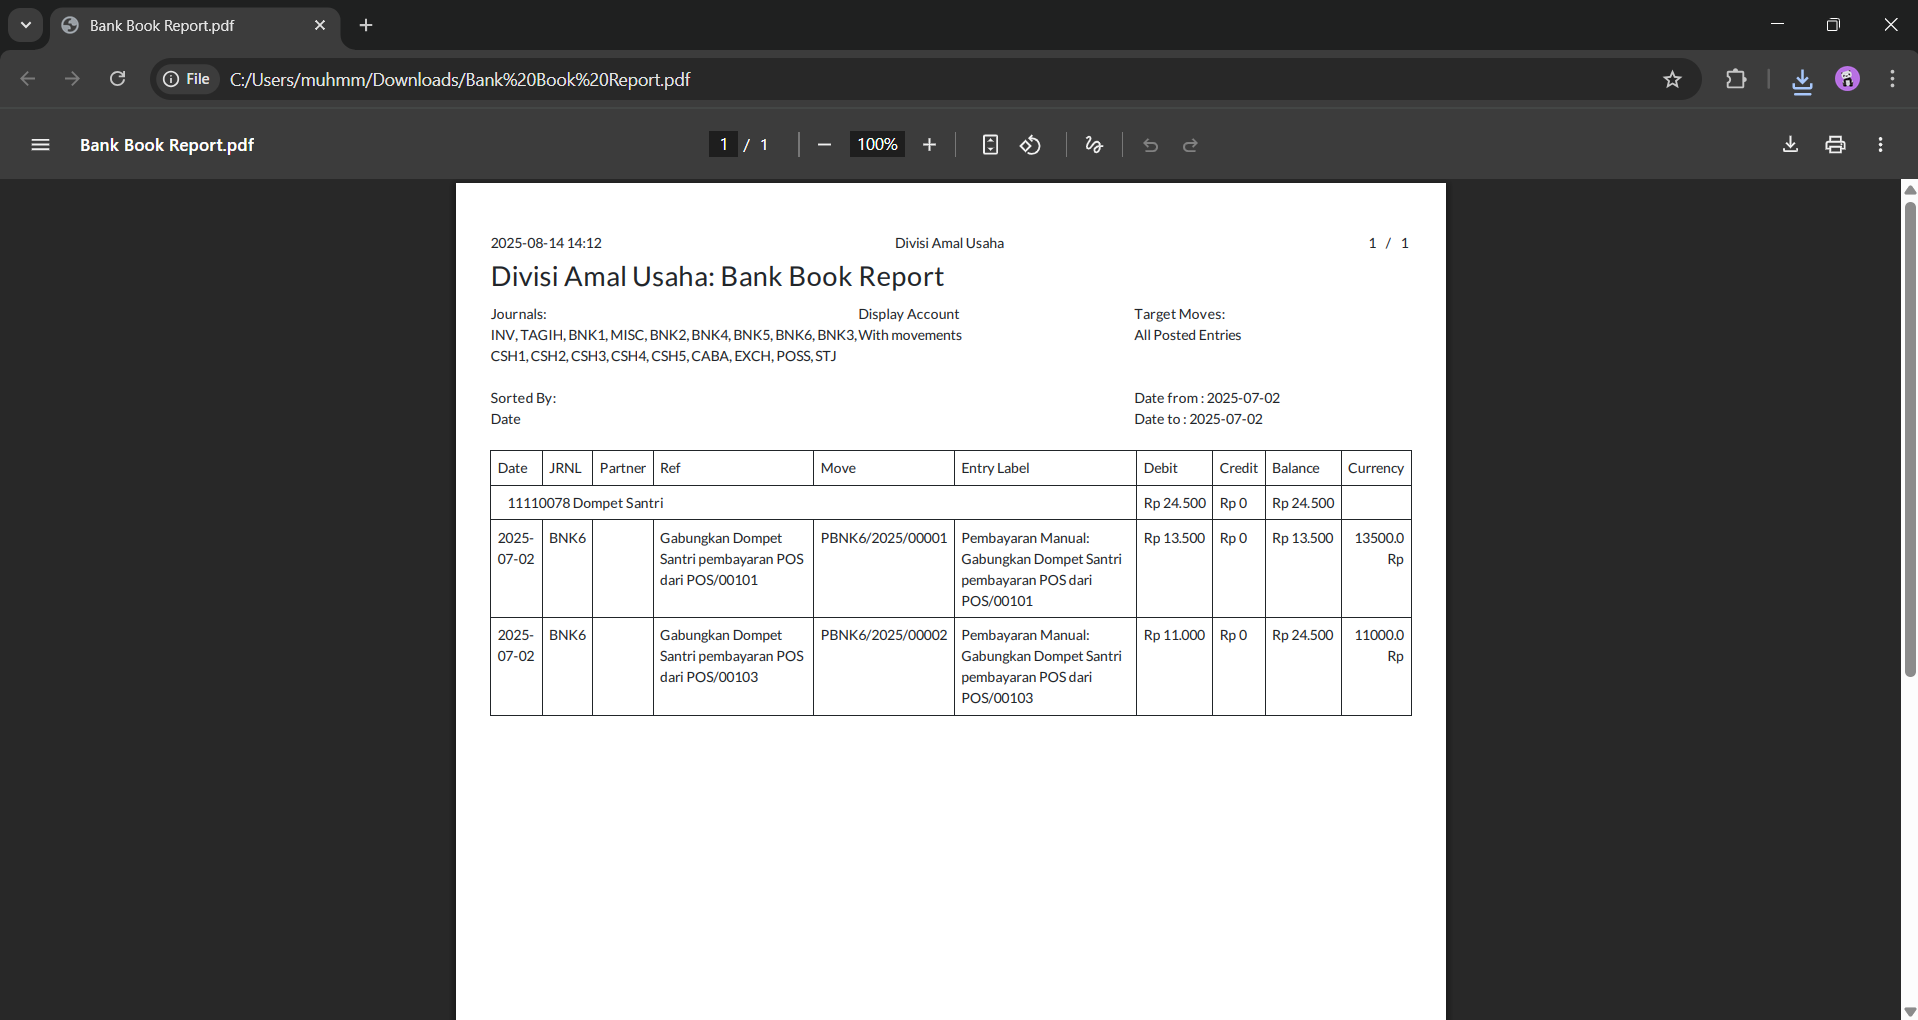 Bank Book Report.pdf
File C:/Users/muhmm/Downloads/Bank%20Book%20Report.pdf
Bank Book Report.pdf 1 / 1 100%
2025-08-14 14:12 Divisi Amal Usaha 1 / 1
Divisi Amal Usaha: Bank Book Report
Journals: Display Account Target Moves:
INV, TAGIH, BNK1, MISC, BNK2, BNK4, BNK5, BNK6, BNK3, With movements All Posted Entries
CSH1, CSH2, CSH3, CSH4, CSH5, CABA, EXCH, POSS, STJ
Sorted By: Date from : 2025-07-02
Date Date to : 2025-07-02
Date JRNL Partner Ref Move Entry Label Debit Credit Balance Currency
11110078 Dompet Santri Rp 24.500 Rp 0 Rp 24.500
2025- BNK6 Gabungkan Dompet PBNK6/2025/00001 Pembayaran Manual: Rp 13.500 Rp 0 Rp 13.500 13500.0
07-02 Santri pembayaran POS Gabungkan Dompet Santri Rp
dari POS/00101 pembayaran POS dari
POS/00101
2025- BNK6 Gabungkan Dompet PBNK6/2025/00002 Pembayaran Manual: Rp 11.000 Rp 0 Rp 24.500 11000.0
07-02 Santri pembayaran POS Gabungkan Dompet Santri Rp
dari POS/00103 pembayaran POS dari
POS/00103